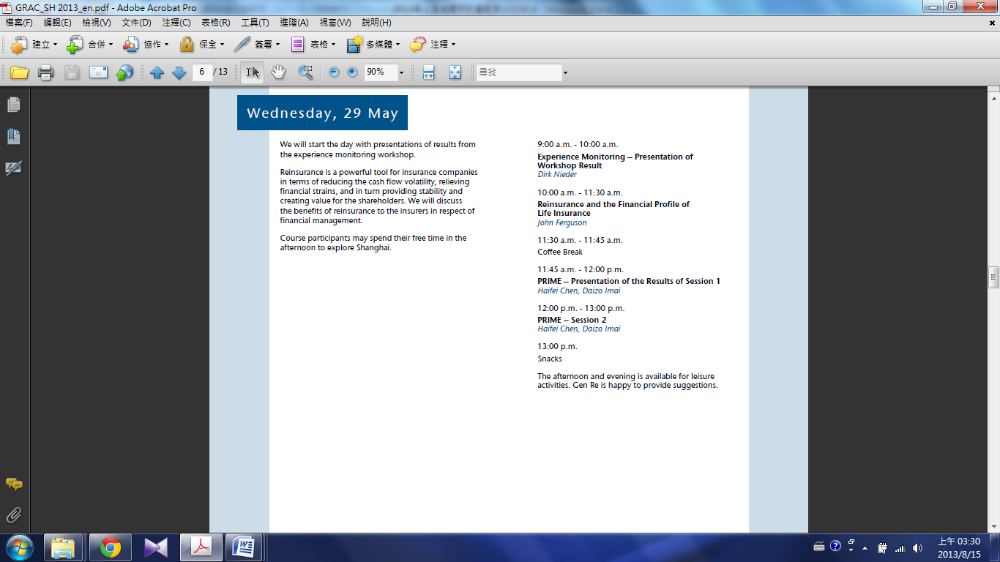 GRAC_SH 2013_en.pdf - Adobe Acrobat Pro
檔案(F) 編輯(E) 檢視(V) 文件(D) 注釋(C) 表格(R) 工具(T) 進階(A) 視窗(W) 說明(H)
建立 合併 協作 保全 簽署 表格 多媒體 注釋
6 / 13 90% 尋找
Wednesday, 29 May
We will start the day with presentations of results from
the experience monitoring workshop.
Reinsurance is a powerful tool for insurance companies
in terms of reducing the cash flow volatility, relieving
financial strains, and in turn providing stability and
creating value for the shareholders. We will discuss
the benefits of reinsurance to the insurers in respect of
financial management.
Course participants may spend their free time in the
afternoon to explore Shanghai.
9:00 a.m. - 10:00 a.m.
Experience Monitoring – Presentation of
Workshop Result
Dirk Nieder
10:00 a.m. - 11:30 a.m.
Reinsurance and the Financial Profile of
Life Insurance
John Ferguson
11:30 a.m. - 11:45 a.m.
Coffee Break
11:45 a.m. - 12:00 p.m.
PRIME – Presentation of the Results of Session 1
Haifei Chen, Daizo Imai
12:00 p.m. - 13:00 p.m.
PRIME – Session 2
Haifei Chen, Daizo Imai
13:00 p.m.
Snacks
The afternoon and evening is available for leisure
activities. Gen Re is happy to provide suggestions.
上午 03:30
2013/8/15